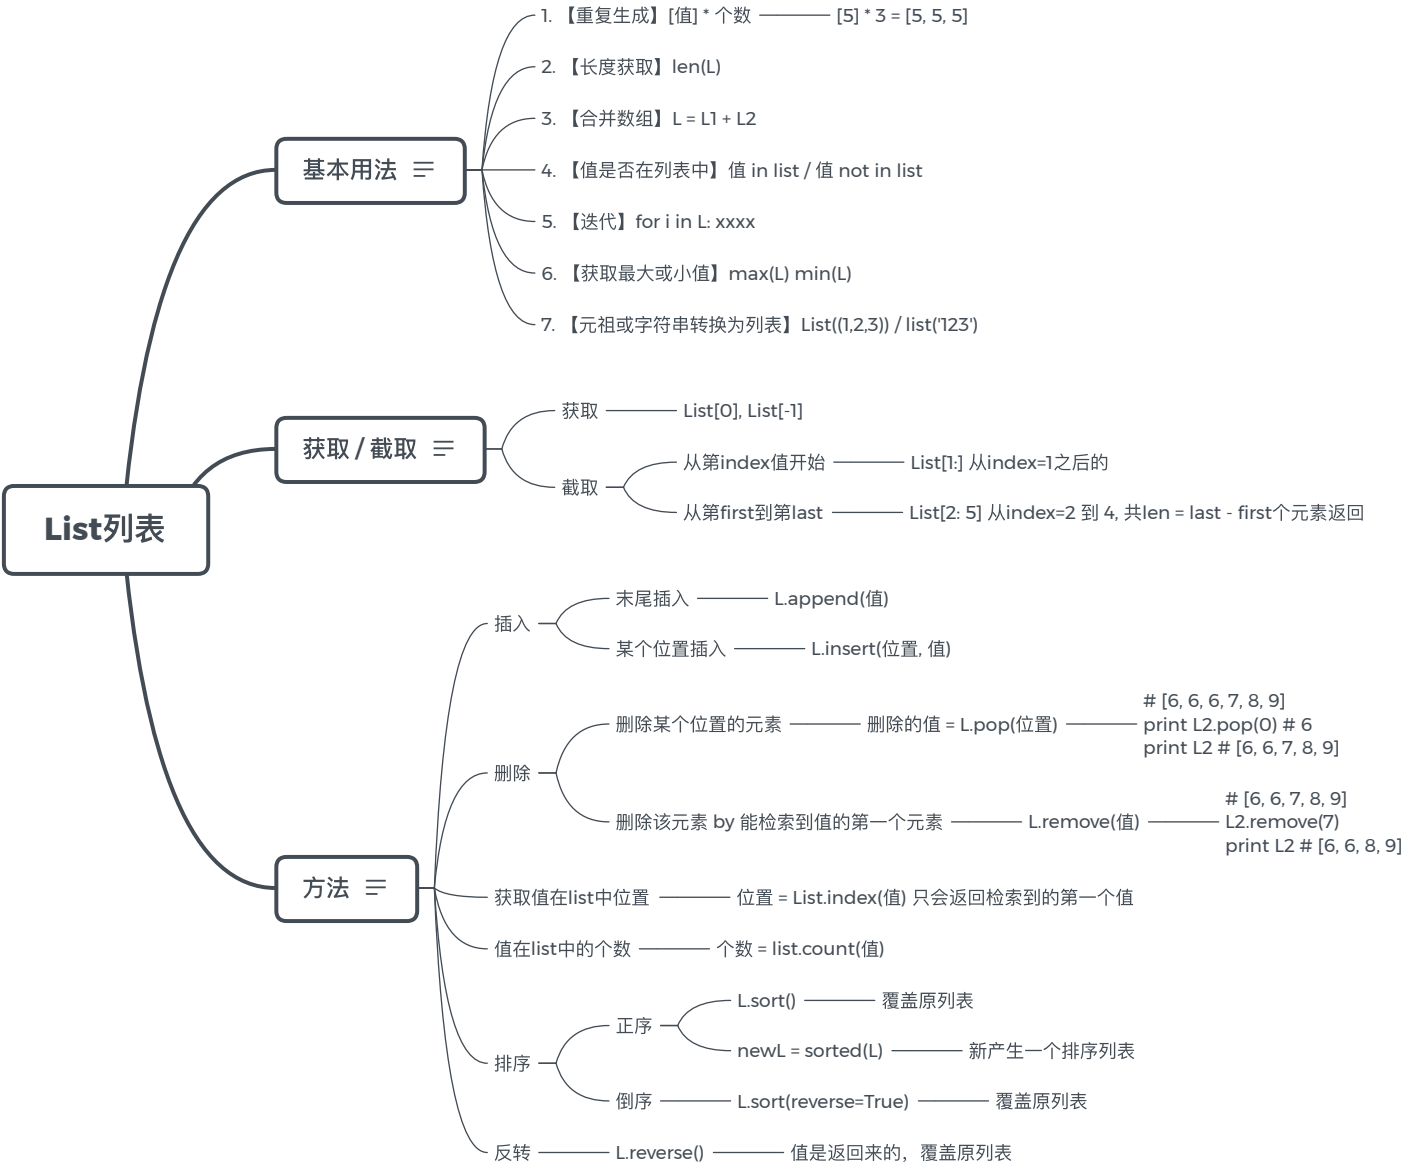 List列表
基本用法
1. 【重复生成】[值] * 个数
[5] * 3 = [5, 5, 5]
2. 【长度获取】len(L)
3. 【合并数组】L = L1 + L2
4. 【值是否在列表中】值 in list / 值 not in list
5. 【迭代】for i in L: xxxx
6. 【获取最大或小值】max(L) min(L)
7. 【元祖或字符串转换为列表】List((1,2,3)) / list('123')
获取 / 截取
获取
List[0], List[-1]
截取
从第index值开始
List[1:] 从index=1之后的
从第first到第last
List[2: 5] 从index=2 到 4, 共len = last - first个元素返回
方法
插入
末尾插入
L.append(值)
某个位置插入
L.insert(位置, 值)
删除
删除某个位置的元素
删除的值 = L.pop(位置)
# [6, 6, 6, 7, 8, 9]
print L2.pop(0) # 6
print L2 # [6, 6, 7, 8, 9]
删除该元素 by 能检索到值的第一个元素
L.remove(值)
# [6, 6, 7, 8, 9]
L2.remove(7)
print L2 # [6, 6, 8, 9]
获取值在list中位置
位置 = List.index(值) 只会返回检索到的第一个值
值在list中的个数
个数 = list.count(值)
排序
正序
L.sort()
覆盖原列表
newL = sorted(L)
新产生一个排序列表
倒序
L.sort(reverse=True)
覆盖原列表
反转
L.reverse()
值是返回来的，覆盖原列表